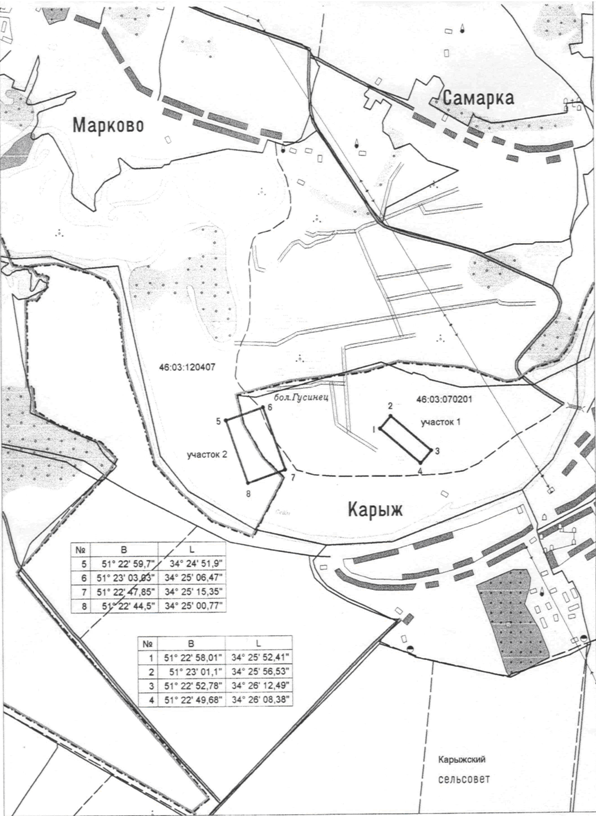 Самарка
Марково
46:03:120407
бол.Гусинец
46:03:070201
участок 1
участок 2
5
6
7
8
1
2
3
4
Карыж
№ B L
5 51° 22' 59,7" 34° 24' 51,9"
6 51° 23' 03,93" 34° 25' 06,47"
7 51° 22' 47,85" 34° 25' 15,35"
8 51° 22' 44,5" 34° 25' 00,77"
№ B L
1 51° 22' 58,01" 34° 25' 52,41"
2 51° 23' 01,1" 34° 25' 56,53"
3 51° 22' 52,78" 34° 26' 12,49"
4 51° 22' 49,68" 34° 26' 08,38"
Карыжский
сельсовет